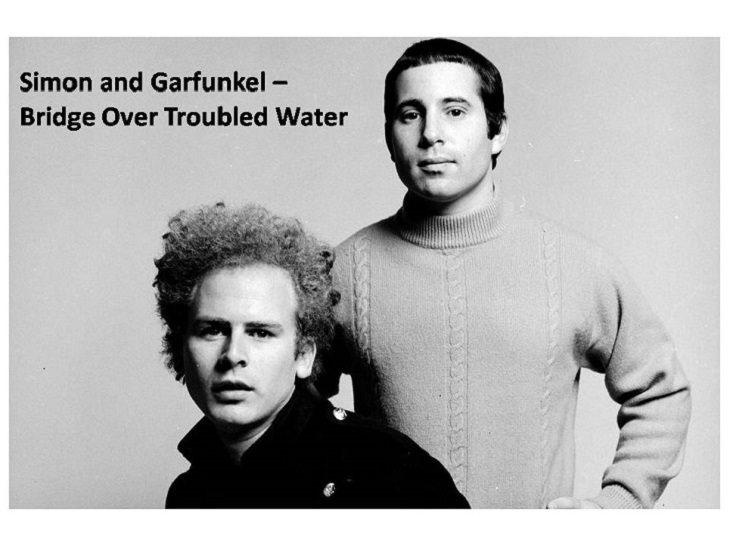 Simon and Garfunkel –
Bridge Over Troubled Water